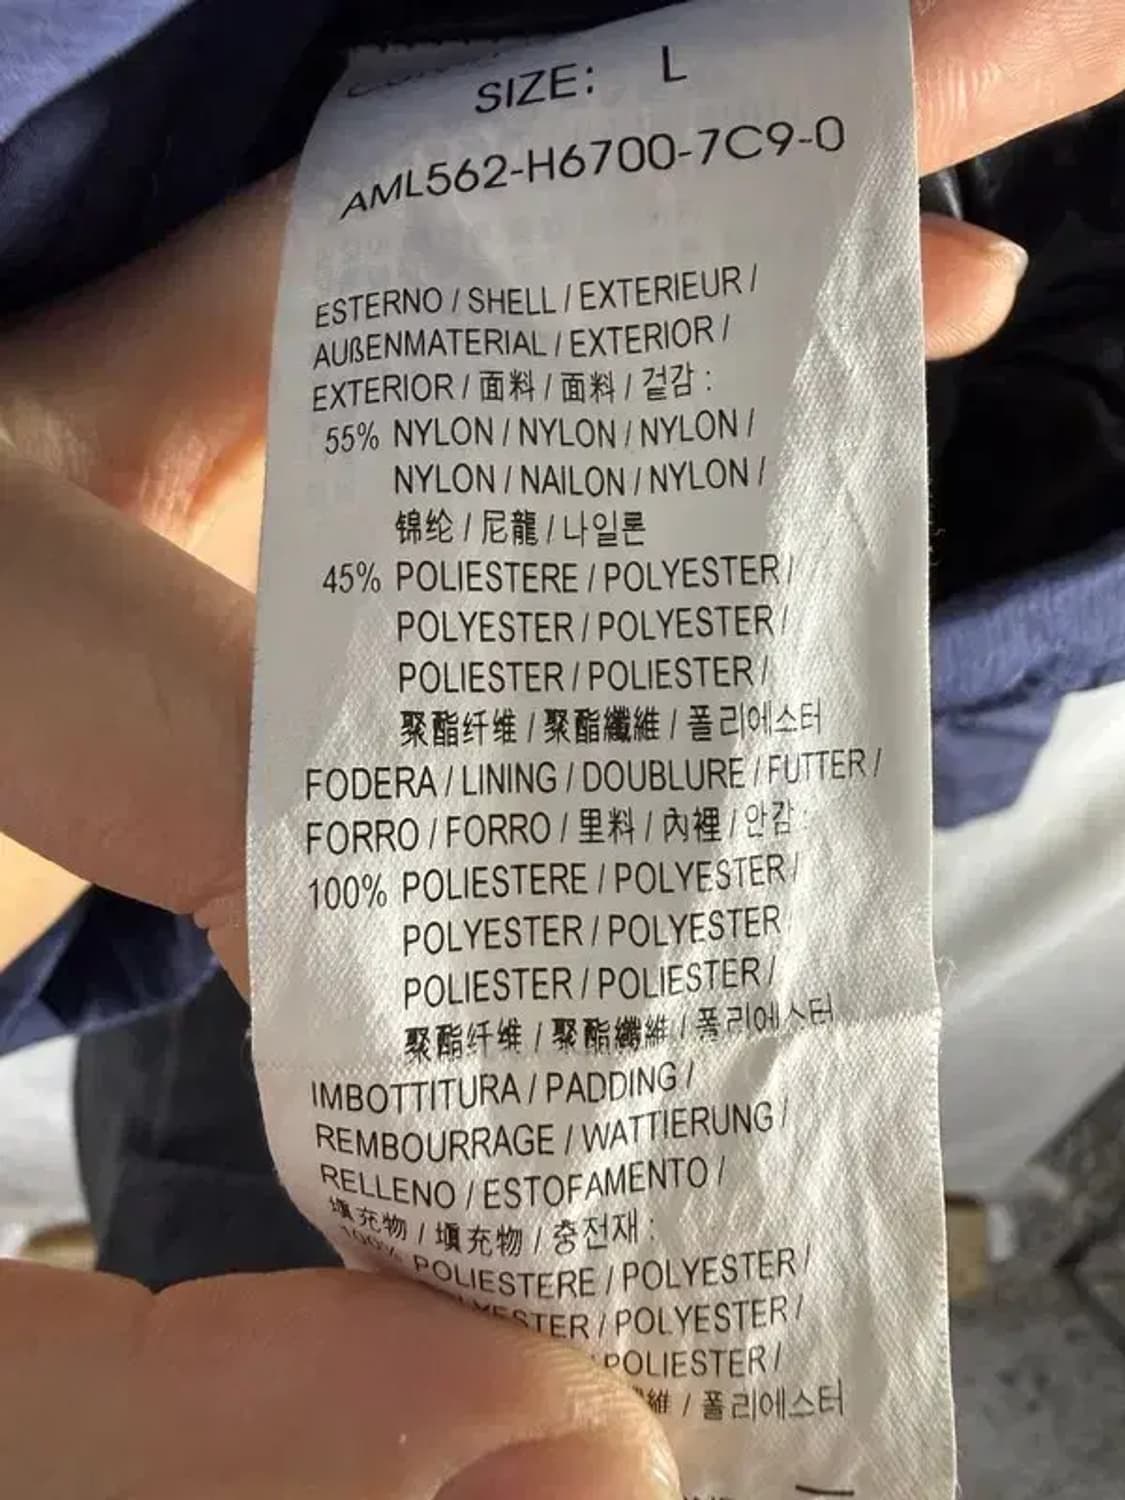 SIZE: L
AML562-H6700-7C9-0
ESTERNO / SHELL / EXTERIEUR /
AUßENMATERIAL / EXTERIOR /
EXTERIOR / 面料 / 面料 / 겉감 :
55% NYLON / NYLON / NYLON /
NYLON / NAILON / NYLON /
锦纶 / 尼龍 / 나일론
45% POLIESTERE / POLYESTER /
POLYESTER / POLYESTER /
POLIESTER / POLIESTER /
聚酯纤维 / 聚酯纖維 / 폴리에스터
FODERA / LINING / DOUBLURE / FUTTER /
FORRO / FORRO / 里料 / 內裡 / 안감 :
100% POLIESTERE / POLYESTER /
POLYESTER / POLYESTER
POLIESTER / POLIESTER /
聚酯纤维 / 聚酯纖維 / 폴리에스터
IMBOTTITURA / PADDING /
REMBOURRAGE / WATTIERUNG /
RELLENO / ESTOFAMENTO /
填充物 / 填充物 / 충전재 :
100% POLIESTERE / POLYESTER /
YESTER / POLYESTER /
POLIESTER /
維 / 폴리에스터